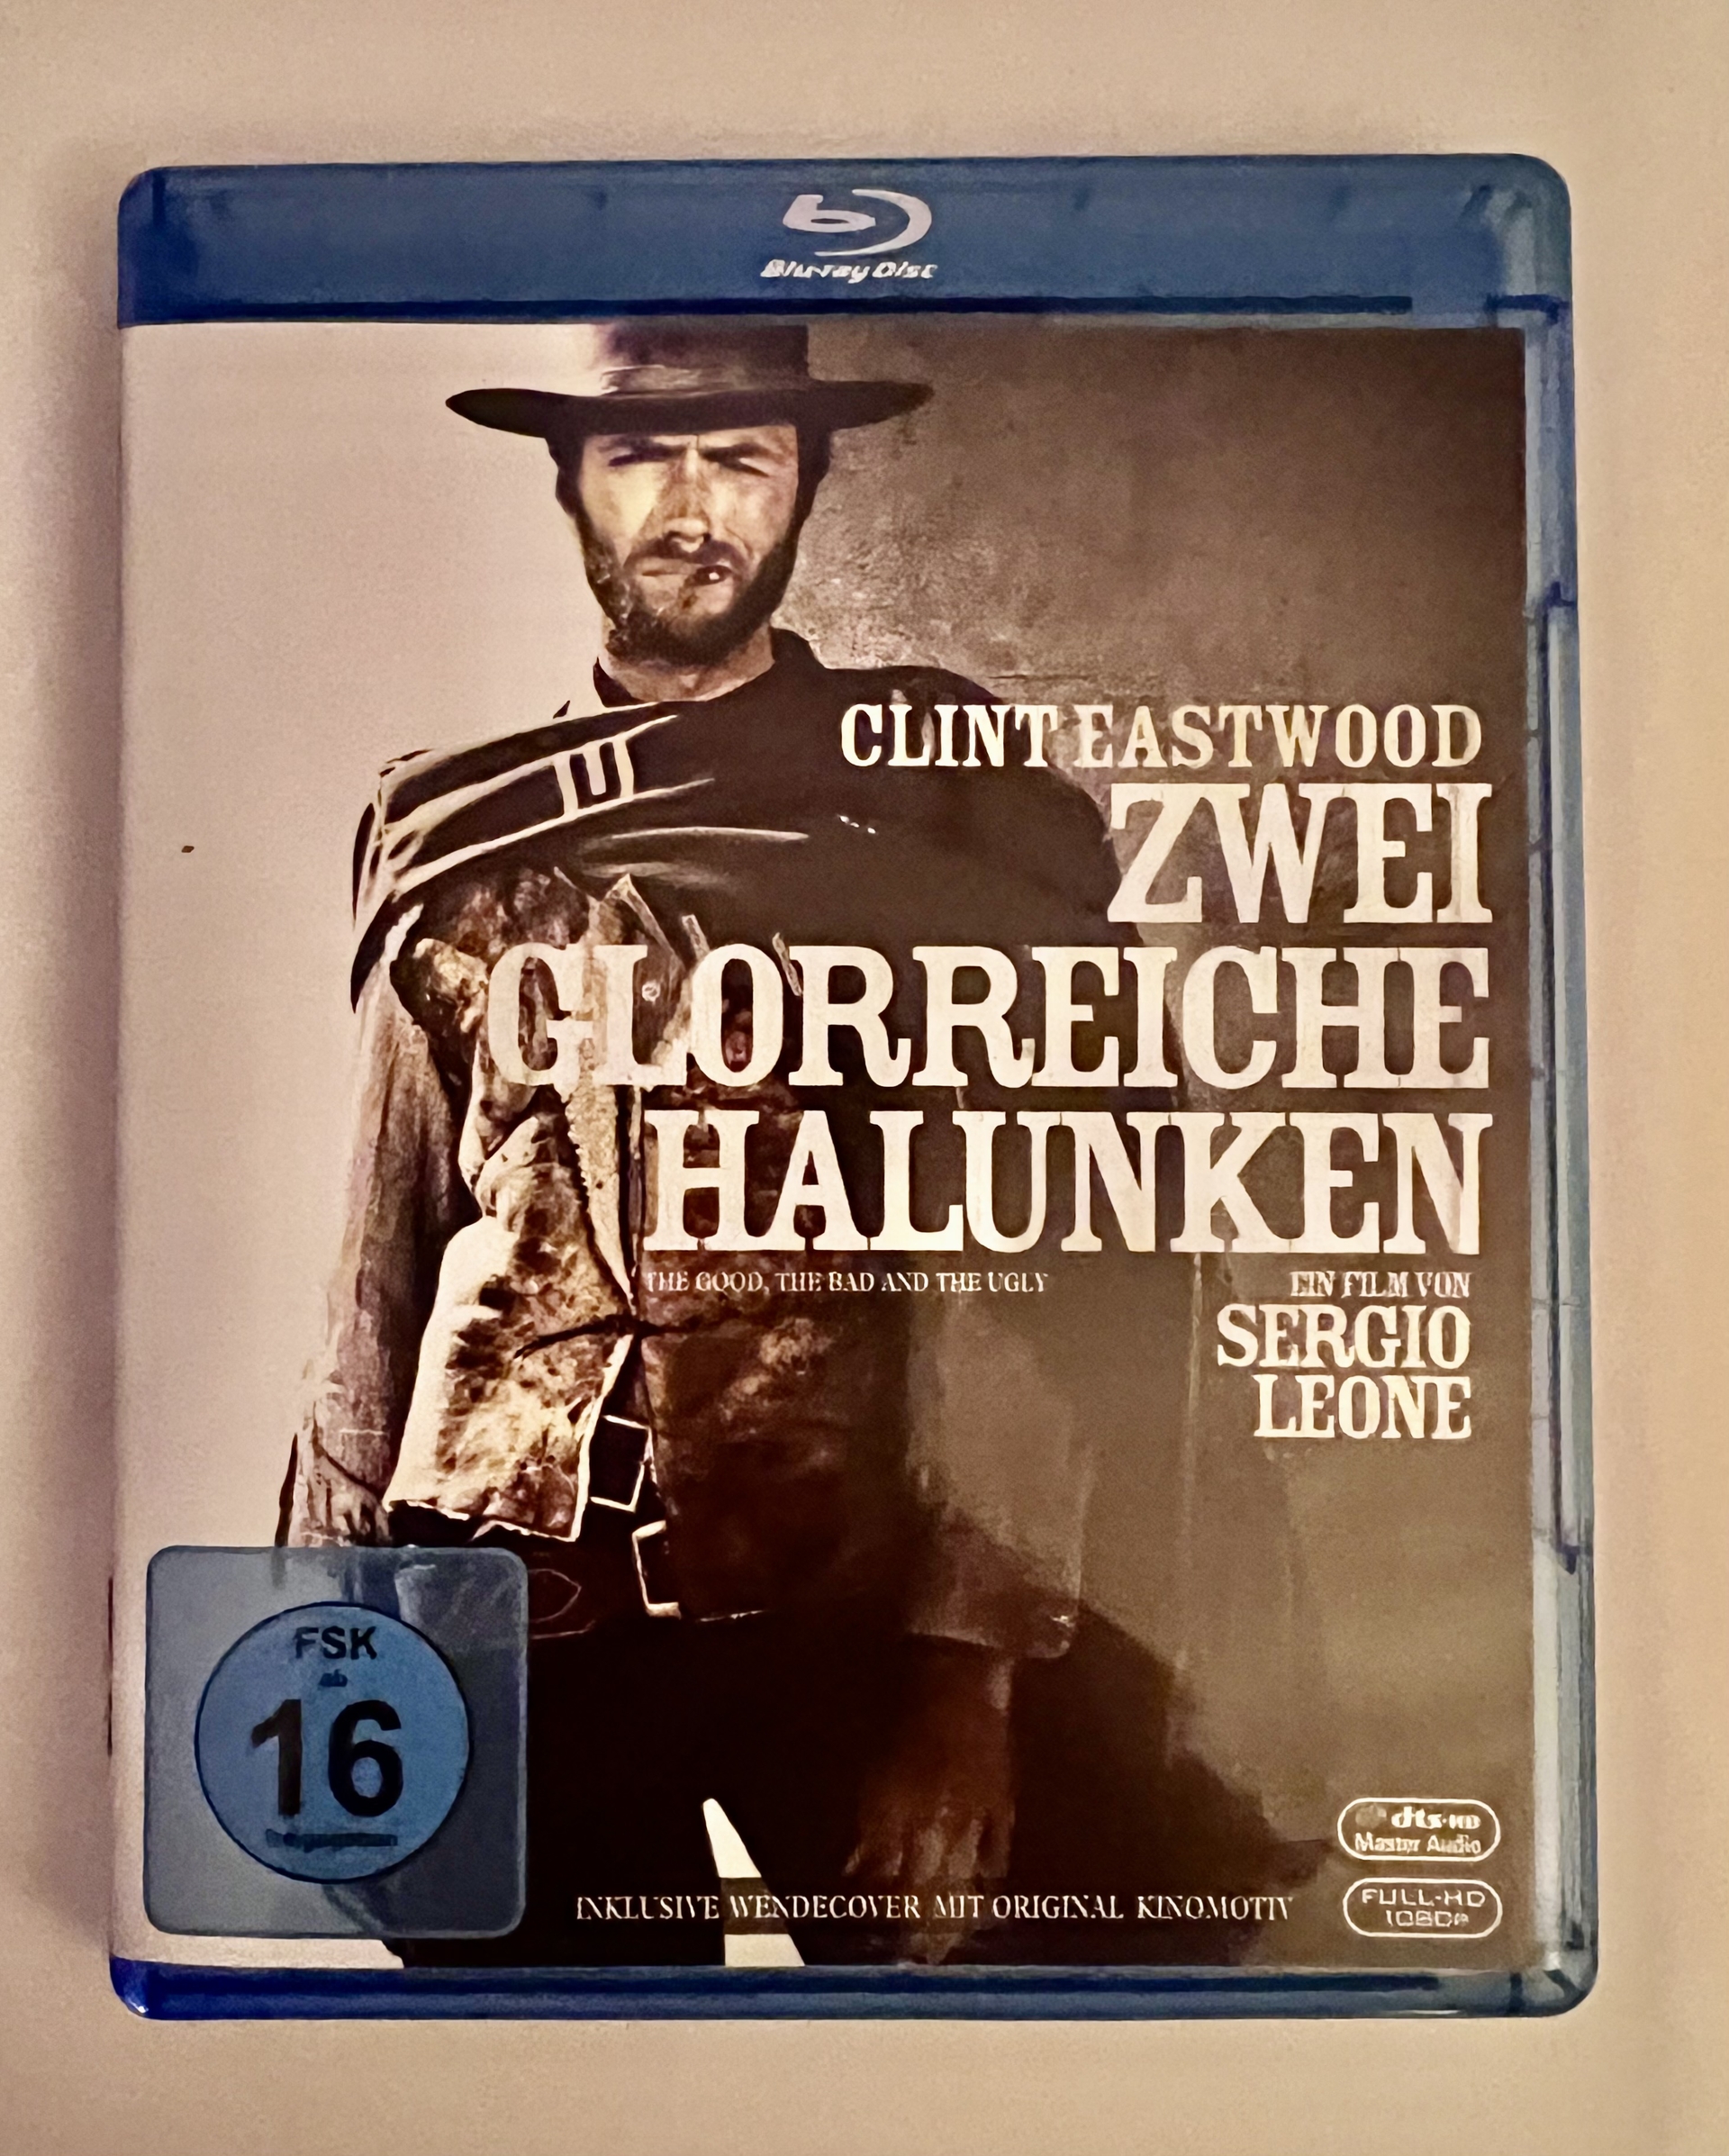 Blu-ray Disc
CLINT EASTWOOD
ZWEI
GLORREICHE
HALUNKEN
THE GOOD, THE BAD AND THE UGLY
EIN FILM VON
SERGIO
LEONE
FSK
ab
16
dts-HD
Master Audio
INKLUSIVE WENDECOVER MIT ORIGINAL KINOMOTIV
FULL-HD
1080p